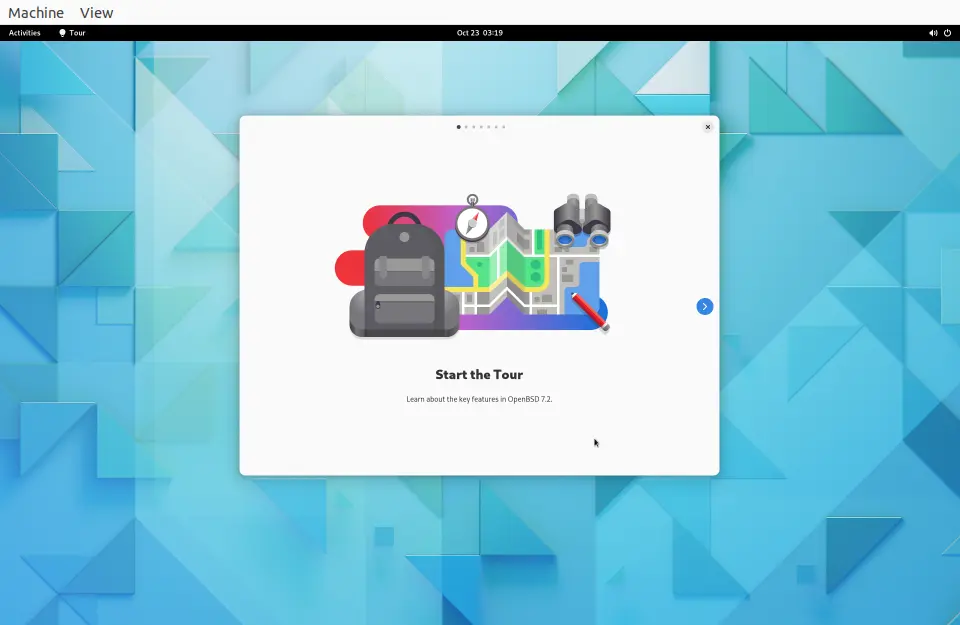 Machine View
Activities Tour Oct 23 03:19
Start the Tour
Learn about the key features in OpenBSD 7.2.